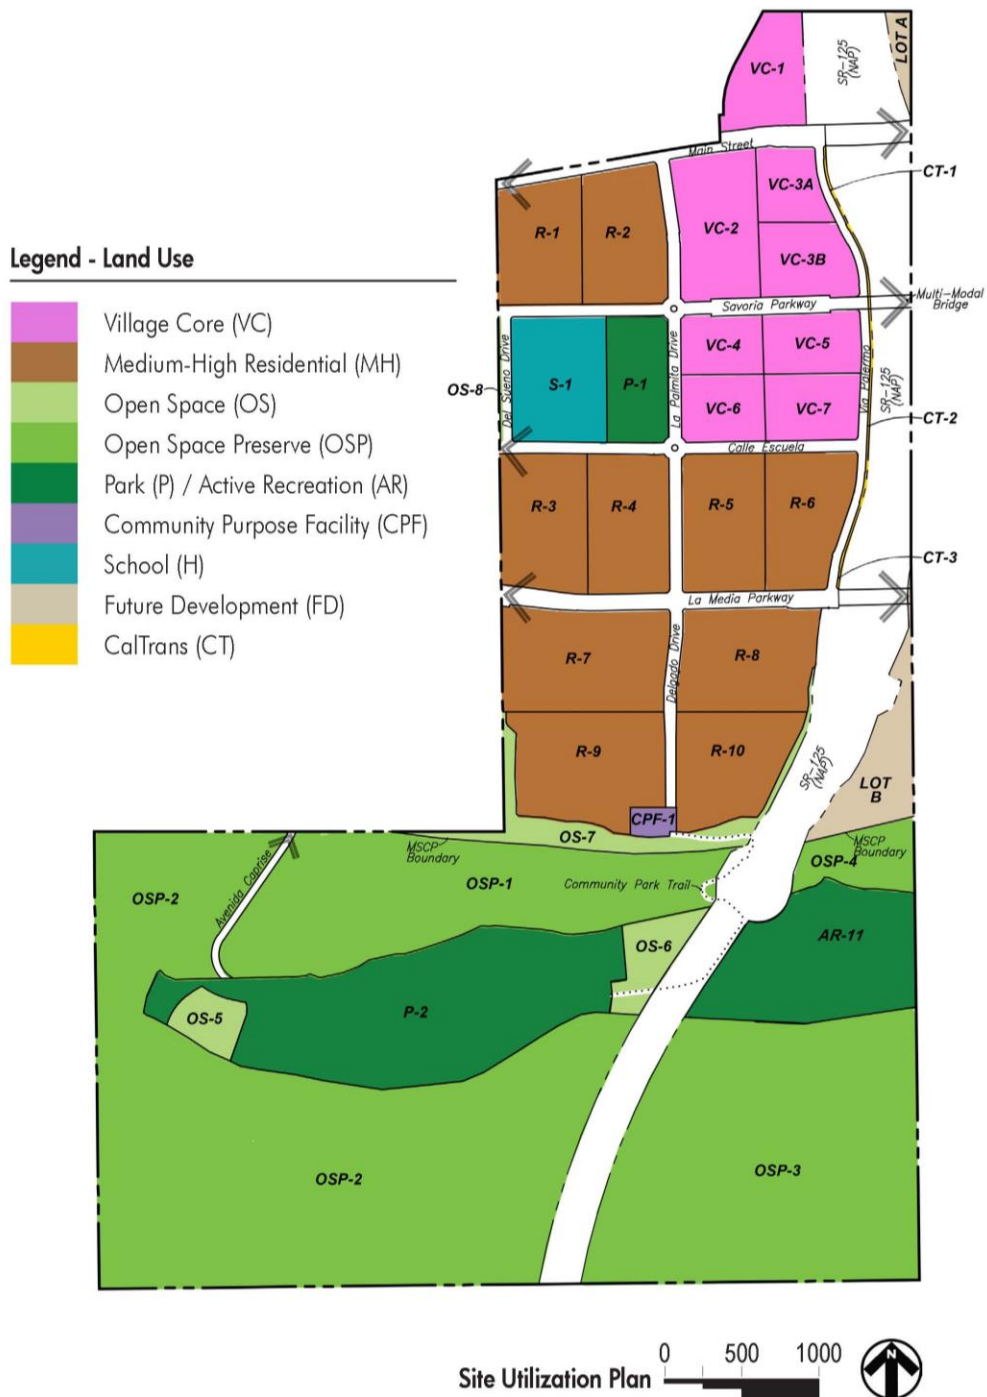 LOT A
SR-125
(NAP)
VC-1
Main Street
CT-1
VC-3A
R-1
R-2
VC-2
VC-3B
Legend - Land Use
Village Core (VC)
Medium-High Residential (MH)
Open Space (OS)
Open Space Preserve (OSP)
Park (P) / Active Recreation (AR)
Community Purpose Facility (CPF)
School (H)
Future Development (FD)
CalTrans (CT)
Multi-Modal
Bridge
Savoria Parkway
Del Sueno Drive
La Palmita Drive
VC-4
VC-5
Via Palermo
SR-125
(NAP)
OS-8
S-1
P-1
VC-6
VC-7
CT-2
Calle Escuela
R-3
R-4
R-5
R-6
CT-3
La Media Parkway
Delgado Drive
R-7
R-8
R-9
R-10
SR-125
(NAP)
LOT
B
CPF-1
OS-7
MSCP
Boundary
MSCP
Boundary
OSP-4
Avenida Caprise
OSP-2
OSP-1
Community Park Trail
OS-6
AR-11
P-2
OS-5
OSP-2
OSP-3
Site Utilization Plan
0 500 1000
N